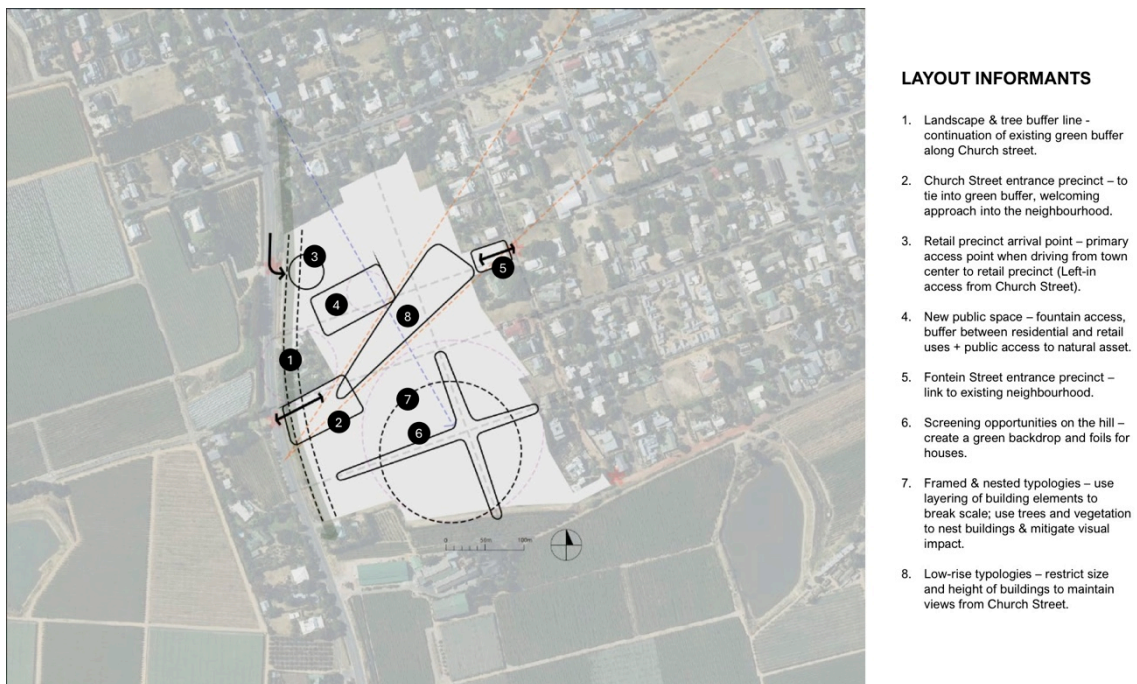 LAYOUT INFORMANTS
1. Landscape & tree buffer line -
continuation of existing green buffer
along Church street.
2. Church Street entrance precinct – to
tie into green buffer, welcoming
approach into the neighbourhood.
3. Retail precinct arrival point – primary
access point when driving from town
center to retail precinct (Left-in
access from Church Street).
4. New public space – fountain access,
buffer between residential and retail
uses + public access to natural asset.
5. Fontein Street entrance precinct –
link to existing neighbourhood.
6. Screening opportunities on the hill –
create a green backdrop and foils for
houses.
7. Framed & nested typologies – use
layering of building elements to
break scale; use trees and vegetation
to nest buildings & mitigate visual
impact.
8. Low-rise typologies – restrict size
and height of buildings to maintain
views from Church Street.
3
5
4
8
1
7
2
6
0 50m 100m